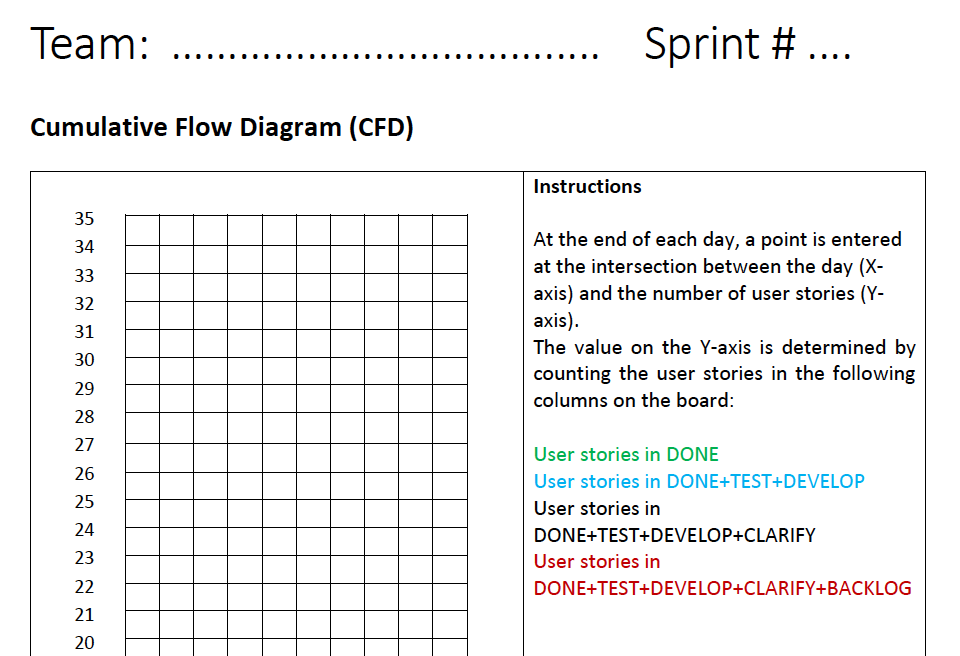 Team: ..................................... Sprint # ....
Cumulative Flow Diagram (CFD)
35
34
33
32
31
30
29
28
27
26
25
24
23
22
21
20
Instructions
At the end of each day, a point is entered
at the intersection between the day (X-
axis) and the number of user stories (Y-
axis).
The value on the Y-axis is determined by
counting the user stories in the following
columns on the board:
User stories in DONE
User stories in DONE+TEST+DEVELOP
User stories in
DONE+TEST+DEVELOP+CLARIFY
User stories in
DONE+TEST+DEVELOP+CLARIFY+BACKLOG